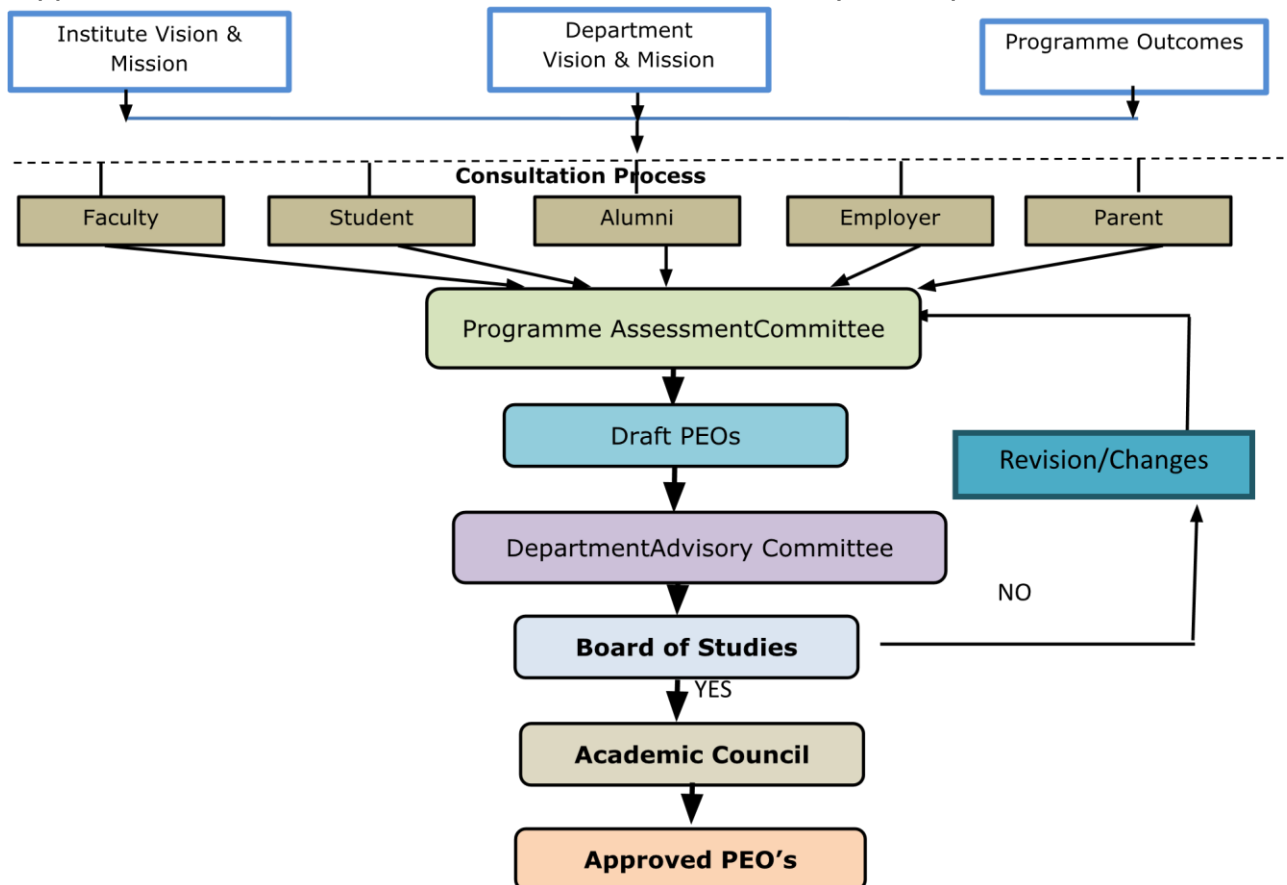 Institute Vision &
Mission
Department
Vision & Mission
Programme Outcomes
Consultation Process
Faculty
Student
Alumni
Employer
Parent
Programme AssessmentCommittee
Draft PEOs
Revision/Changes
DepartmentAdvisory Committee
NO
Board of Studies
YES
Academic Council
Approved PEO’s